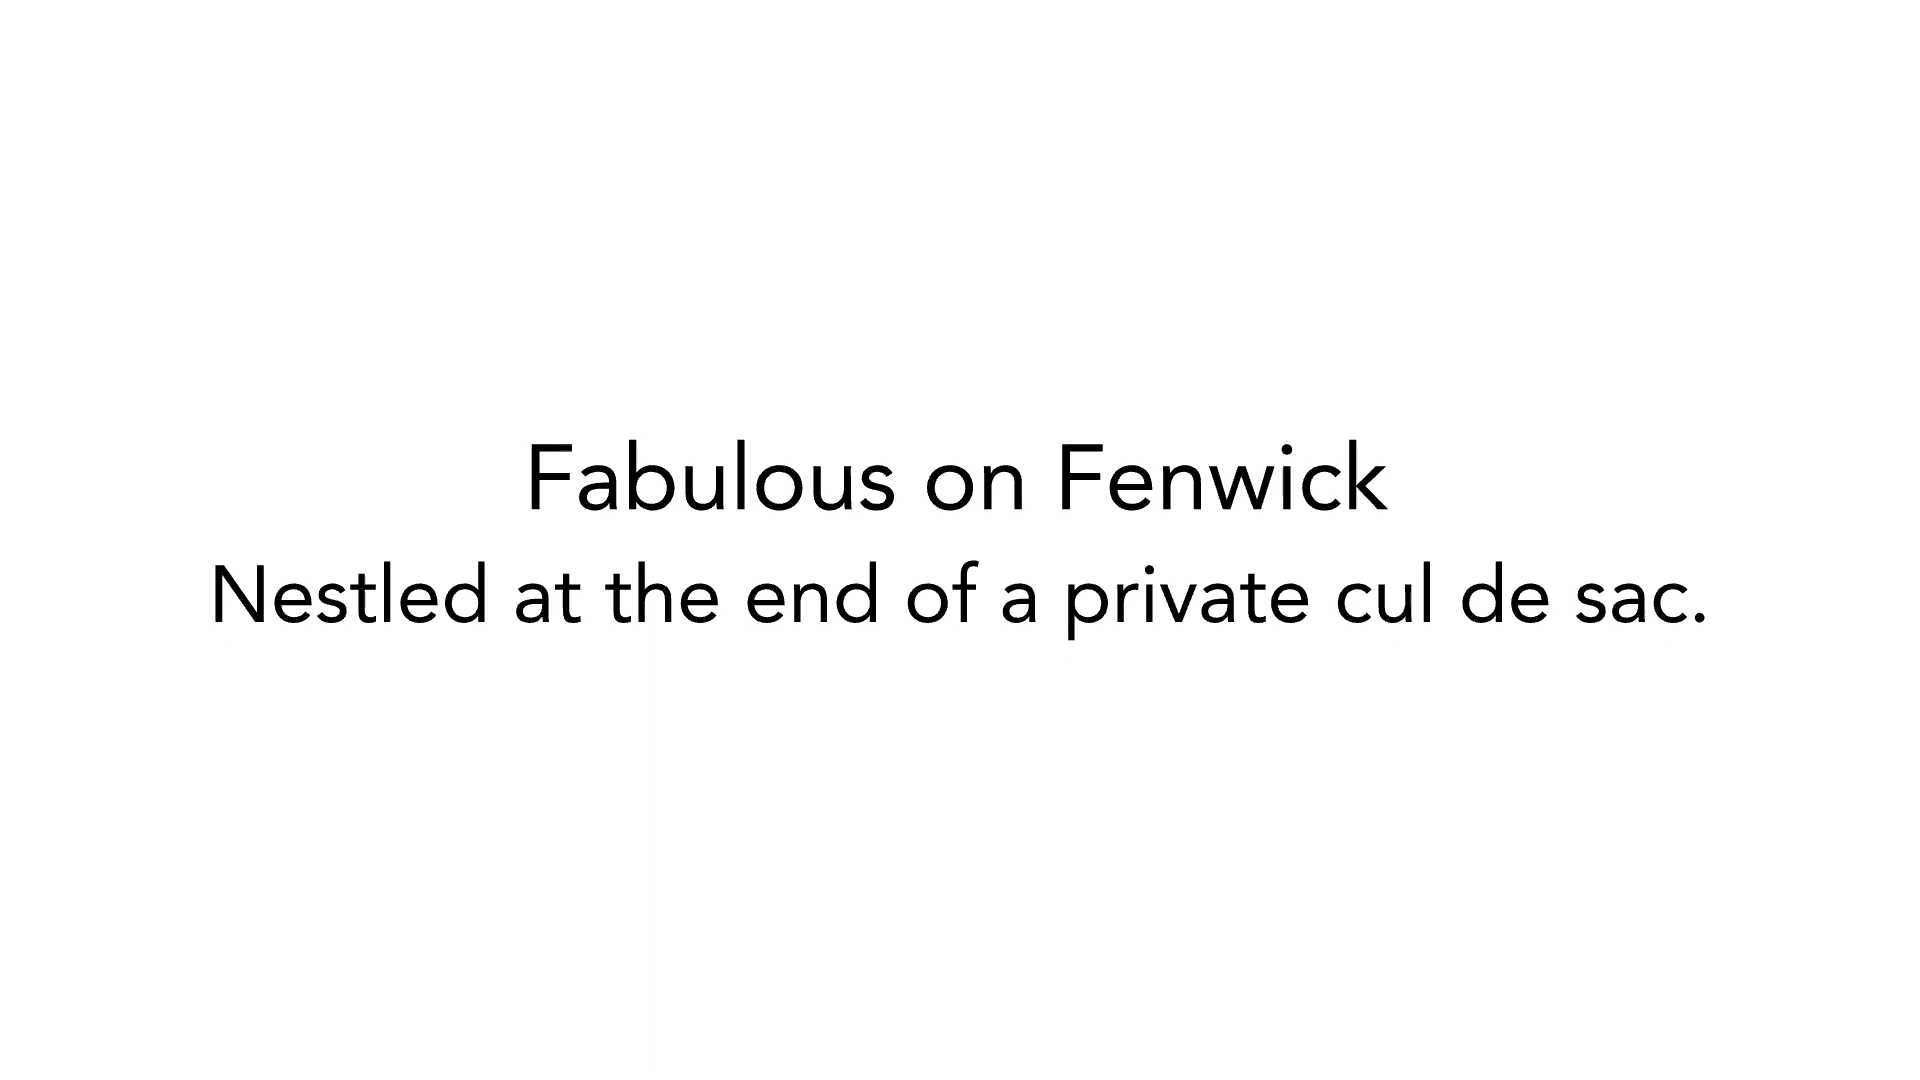 Fabulous on Fenwick
Nestled at the end of a private cul de sac.